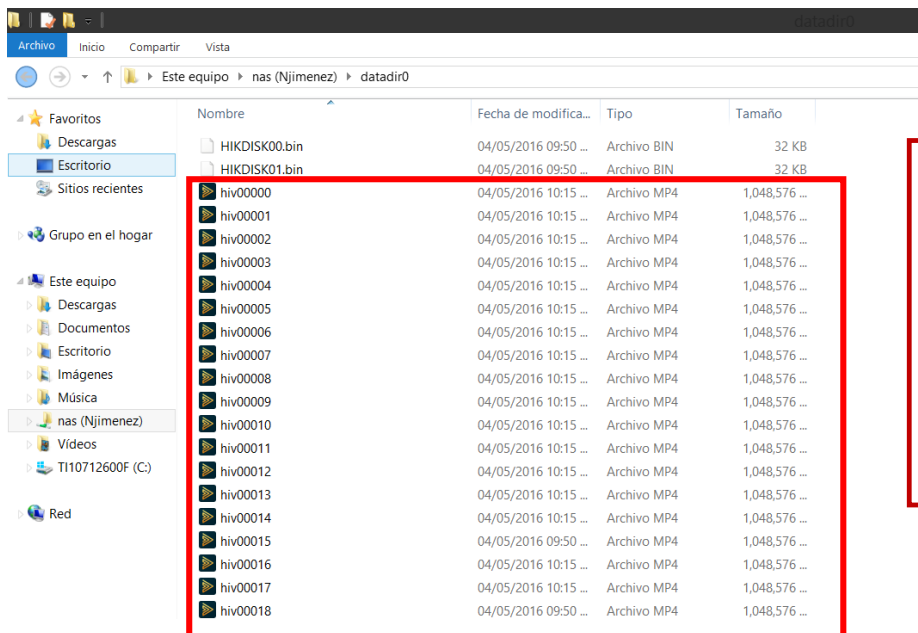 datadir0
Archivo Inicio Compartir Vista
Este equipo nas (Njimenez) datadir0
Favoritos
Descargas
Escritorio
Sitios recientes
Grupo en el hogar
Este equipo
Descargas
Documentos
Escritorio
Imágenes
Música
nas (Njimenez)
Vídeos
TI10712600F (C:)
Red
Nombre Fecha de modifica... Tipo Tamaño
HIKDISK00.bin 04/05/2016 09:50 ... Archivo BIN 32 KB
HIKDISK01.bin 04/05/2016 09:50 ... Archivo BIN 32 KB
hiv00000 04/05/2016 10:15 ... Archivo MP4 1,048,576 ...
hiv00001 04/05/2016 10:15 ... Archivo MP4 1,048,576 ...
hiv00002 04/05/2016 10:15 ... Archivo MP4 1,048,576 ...
hiv00003 04/05/2016 10:15 ... Archivo MP4 1,048,576 ...
hiv00004 04/05/2016 10:15 ... Archivo MP4 1,048,576 ...
hiv00005 04/05/2016 10:15 ... Archivo MP4 1,048,576 ...
hiv00006 04/05/2016 10:15 ... Archivo MP4 1,048,576 ...
hiv00007 04/05/2016 10:15 ... Archivo MP4 1,048,576 ...
hiv00008 04/05/2016 10:15 ... Archivo MP4 1,048,576 ...
hiv00009 04/05/2016 10:15 ... Archivo MP4 1,048,576 ...
hiv00010 04/05/2016 10:15 ... Archivo MP4 1,048,576 ...
hiv00011 04/05/2016 10:15 ... Archivo MP4 1,048,576 ...
hiv00012 04/05/2016 10:15 ... Archivo MP4 1,048,576 ...
hiv00013 04/05/2016 10:15 ... Archivo MP4 1,048,576 ...
hiv00014 04/05/2016 10:15 ... Archivo MP4 1,048,576 ...
hiv00015 04/05/2016 09:50 ... Archivo MP4 1,048,576 ...
hiv00016 04/05/2016 10:15 ... Archivo MP4 1,048,576 ...
hiv00017 04/05/2016 10:15 ... Archivo MP4 1,048,576 ...
hiv00018 04/05/2016 09:50 ... Archivo MP4 1,048,576 ...